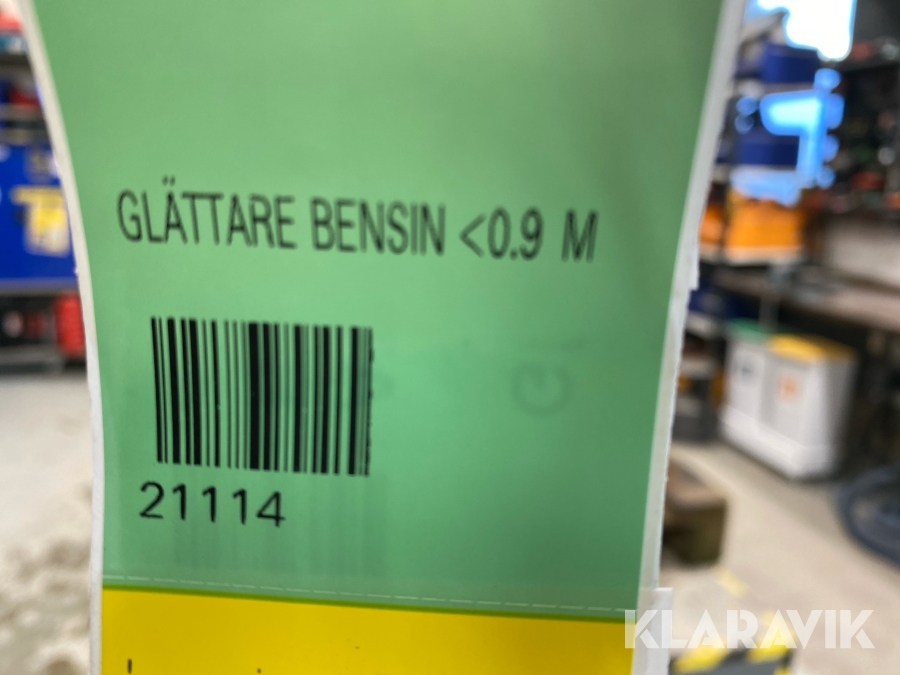 GLÄTTARE BENSIN <0.9 M
21114
KLARAVIK